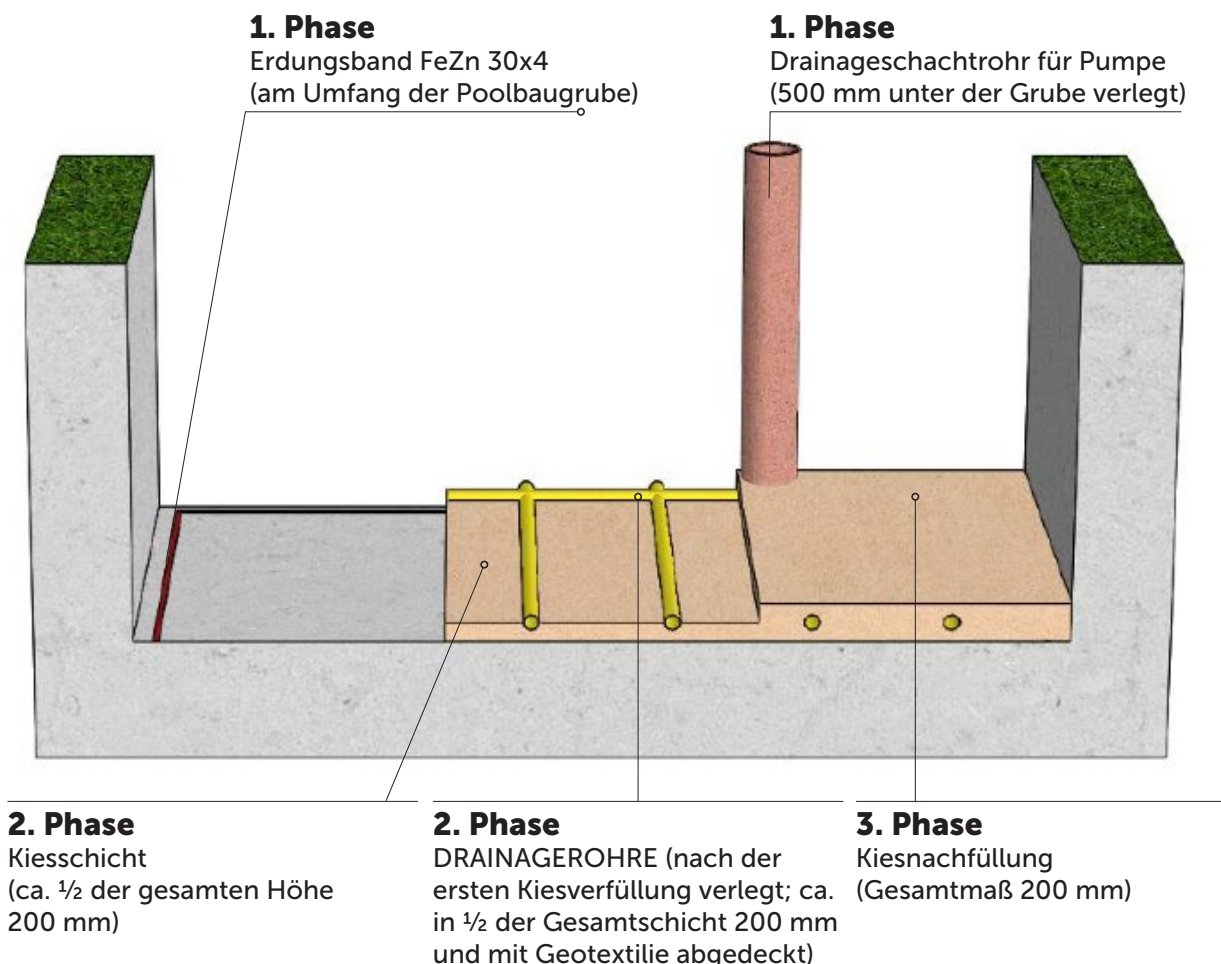 1. Phase
Erdungsband FeZn 30x4
(am Umfang der Poolbaugrube)
1. Phase
Drainageschachtrohr für Pumpe
(500 mm unter der Grube verlegt)
2. Phase
Kiesschicht
(ca. ½ der gesamten Höhe
200 mm)
2. Phase
DRAINAGEROHRE (nach der
ersten Kiesverfüllung verlegt; ca.
in ½ der Gesamtschicht 200 mm
und mit Geotextilie abgedeckt)
3. Phase
Kiesnachfüllung
(Gesamtmaß 200 mm)